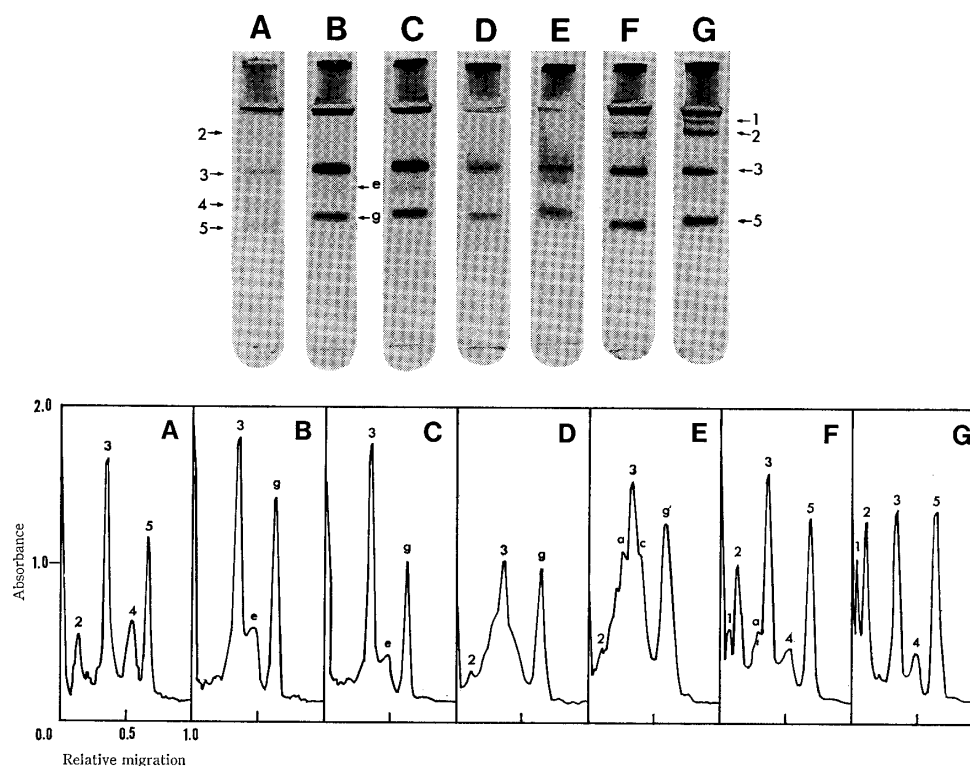 A B C D E F G
2
3
4
5
e
g
1
2
3
5
2.0
1.0
0.0
Absorbance
A
2 3 4 5
B
3 e g
C
3 e g
D
2 3 g
E
2 a 3 c g'
F
1 2 a 3 4 5
G
1 2 3 4 5
0.5 1.0
Relative migration